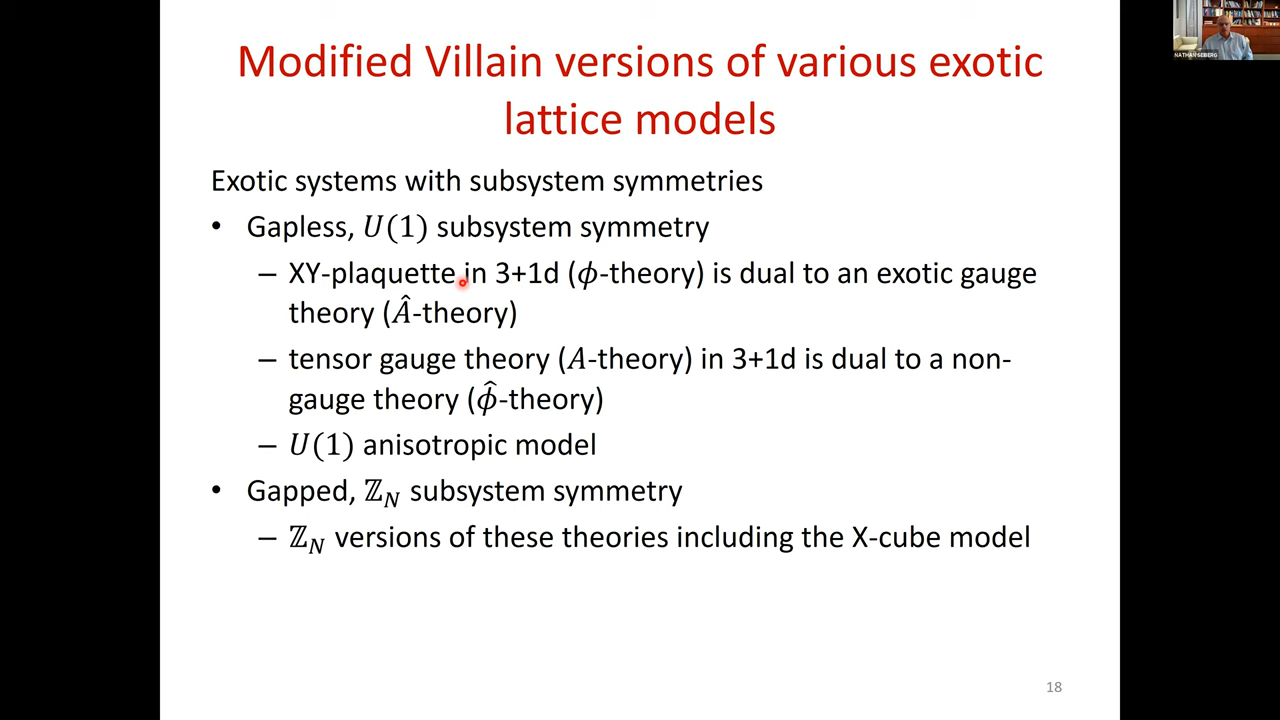 Modified Villain versions of various exotic
lattice models
Exotic systems with subsystem symmetries
• Gapless, 𝑈(1) subsystem symmetry
– XY-plaquette in 3+1d (𝜙-theory) is dual to an exotic gauge
theory (𝐴̂-theory)
– tensor gauge theory (𝐴-theory) in 3+1d is dual to a non-
gauge theory (𝜙̂-theory)
– 𝑈(1) anisotropic model
• Gapped, ℤ_𝑁 subsystem symmetry
– ℤ_𝑁 versions of these theories including the X-cube model
18
NATHAN SEIBERG